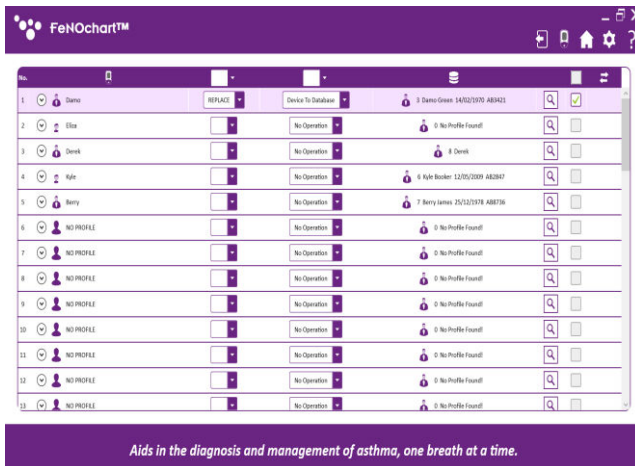 FeNOchart™
?
No.
1 Damo REPLACE Device To Database 3 Damo Green 14/02/1970 AB3421
2 Eliza No Operation 0 No Profile Found!
3 Derek No Operation 8 Derek
4 Kyle No Operation 6 Kyle Booker 12/05/2009 AB2847
5 Berry No Operation 7 Berry James 25/12/1978 AB8736
6 NO PROFILE No Operation 0 No Profile Found!
7 NO PROFILE No Operation 0 No Profile Found!
8 NO PROFILE No Operation 0 No Profile Found!
9 NO PROFILE No Operation 0 No Profile Found!
10 NO PROFILE No Operation 0 No Profile Found!
11 NO PROFILE No Operation 0 No Profile Found!
12 NO PROFILE No Operation 0 No Profile Found!
13 NO PROFILE No Operation 0 No Profile Found!
Aids in the diagnosis and management of asthma, one breath at a time.